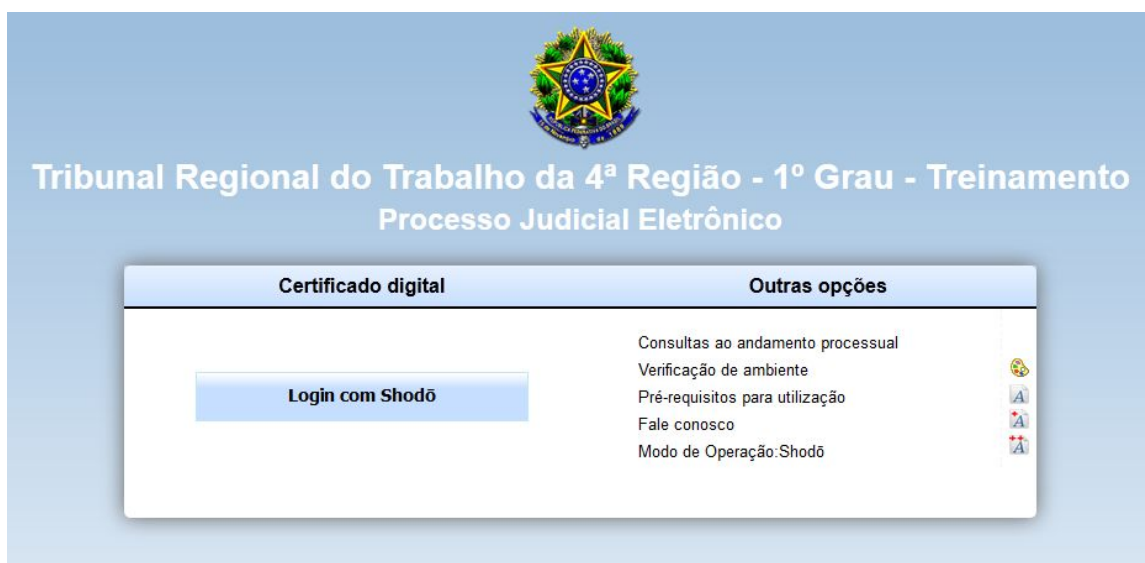 Tribunal Regional do Trabalho da 4ª Região - 1º Grau - Treinamento
Processo Judicial Eletrônico
Certificado digital
Outras opções
Login com Shodō
Consultas ao andamento processual
Verificação de ambiente
Pré-requisitos para utilização
Fale conosco
Modo de Operação:Shodō
A
A
A